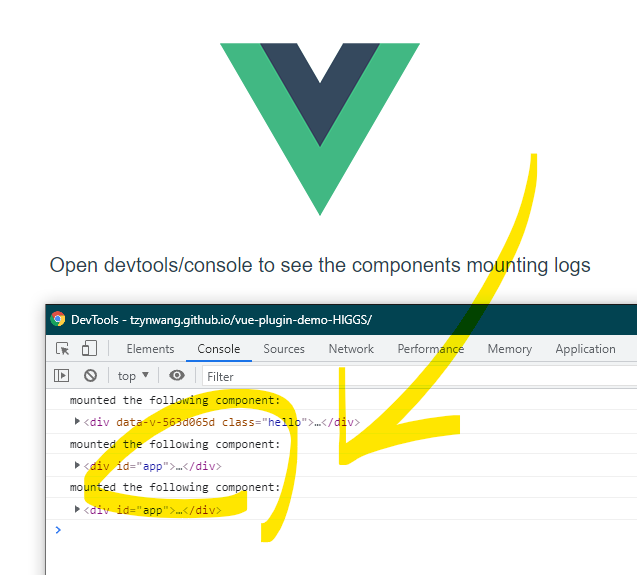 Open devtools/console to see the components mounting logs
DevTools - tzynwang.github.io/vue-plugin-demo-HIGGS/
Elements Console Sources Network Performance Memory Application
top ▼ Filter
mounted the following component:
▶<div data-v-563d065d class="hello">…</div>
mounted the following component:
▶<div id="app">…</div>
mounted the following component:
▶<div id="app">…</div>
>